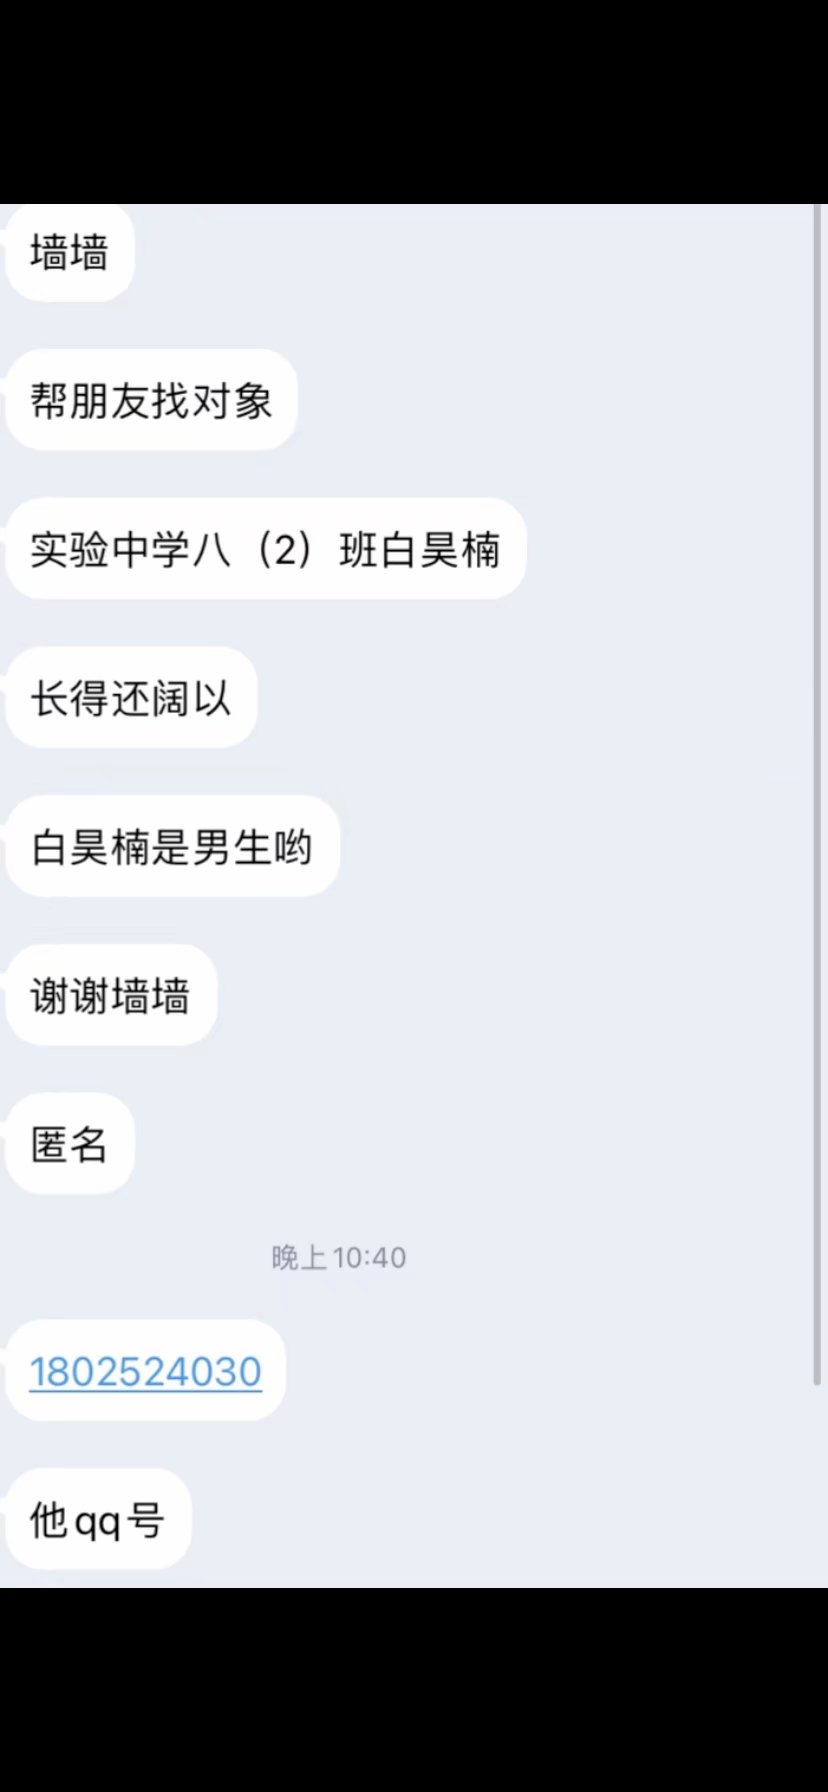 墙墙
帮朋友找对象
实验中学八（2）班白昊楠
长得还阔以
白昊楠是男生哟
谢谢墙墙
匿名
晚上10:40
1802524030
他qq号